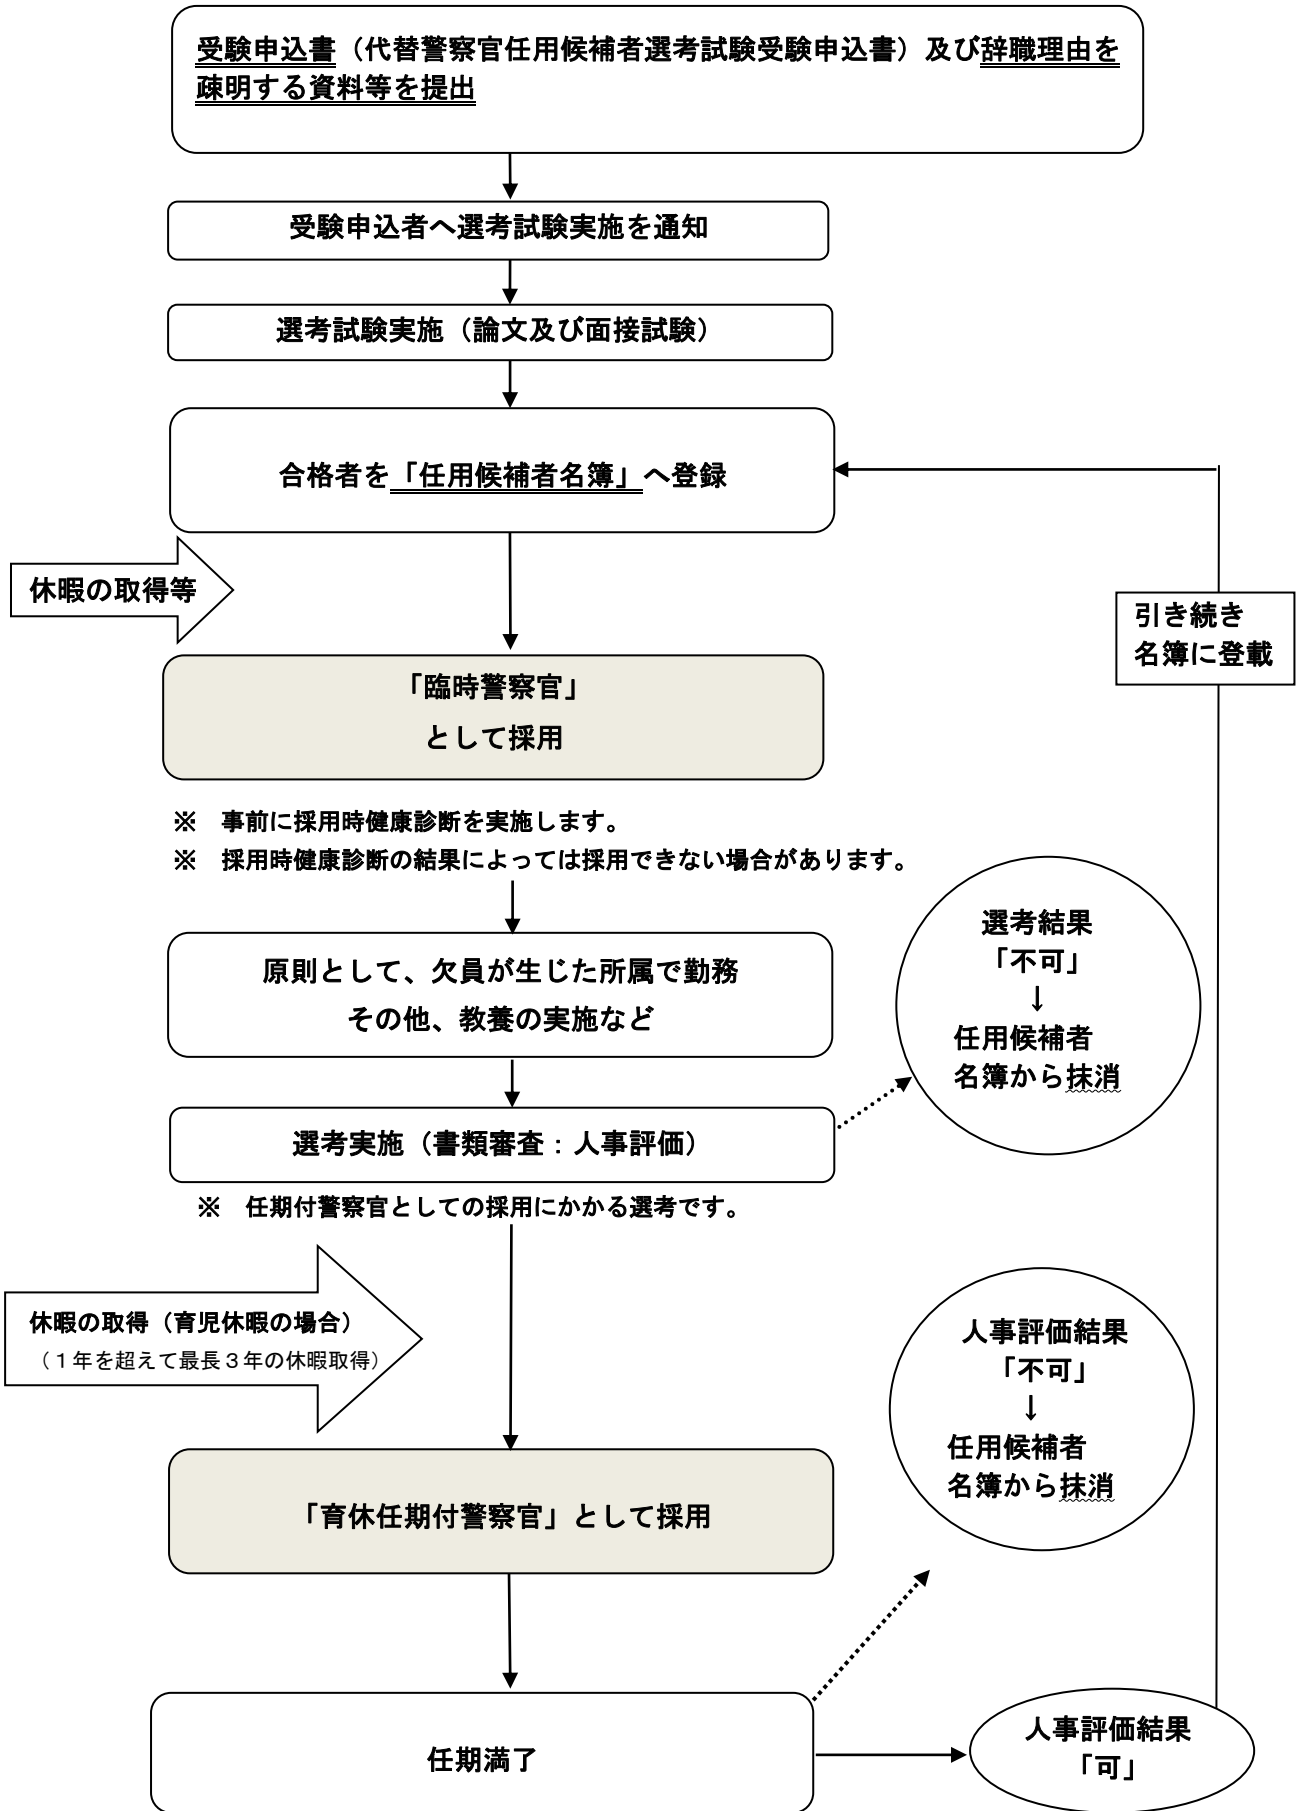 受験申込書（代替警察官任用候補者選考試験受験申込書）及び辞職理由を
疎明する資料等を提出
受験申込者へ選考試験実施を通知
選考試験実施（論文及び面接試験）
合格者を「任用候補者名簿」へ登録
休暇の取得等
引き続き
名簿に登載
「臨時警察官」
として採用
※　事前に採用時健康診断を実施します。
※　採用時健康診断の結果によっては採用できない場合があります。
選考結果
「不可」
↓
任用候補者
名簿から抹消
原則として、欠員が生じた所属で勤務
その他、教養の実施など
選考実施（書類審査：人事評価）
※　任期付警察官としての採用にかかる選考です。
休暇の取得（育児休暇の場合）
（１年を超えて最長３年の休暇取得）
人事評価結果
「不可」
↓
任用候補者
名簿から抹消
「育休任期付警察官」として採用
任期満了
人事評価結果
「可」